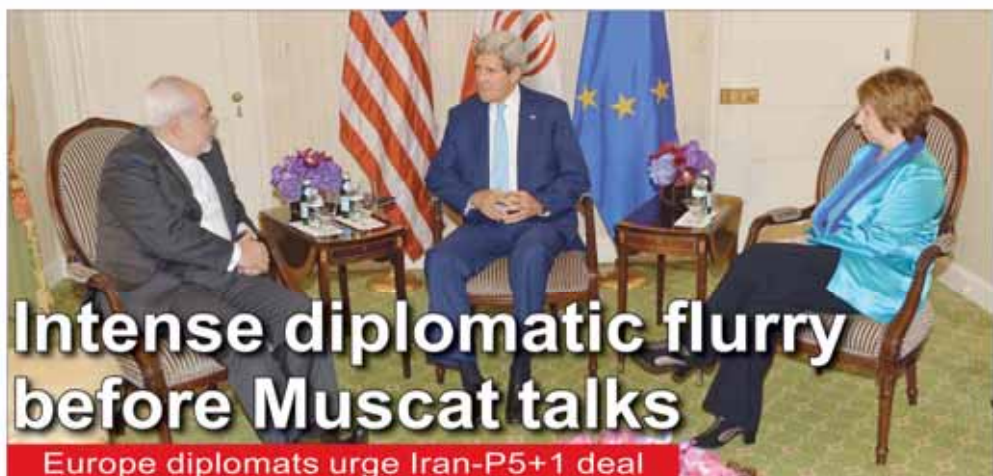 Intense diplomatic flurry
before Muscat talks
Europe diplomats urge Iran-P5+1 deal